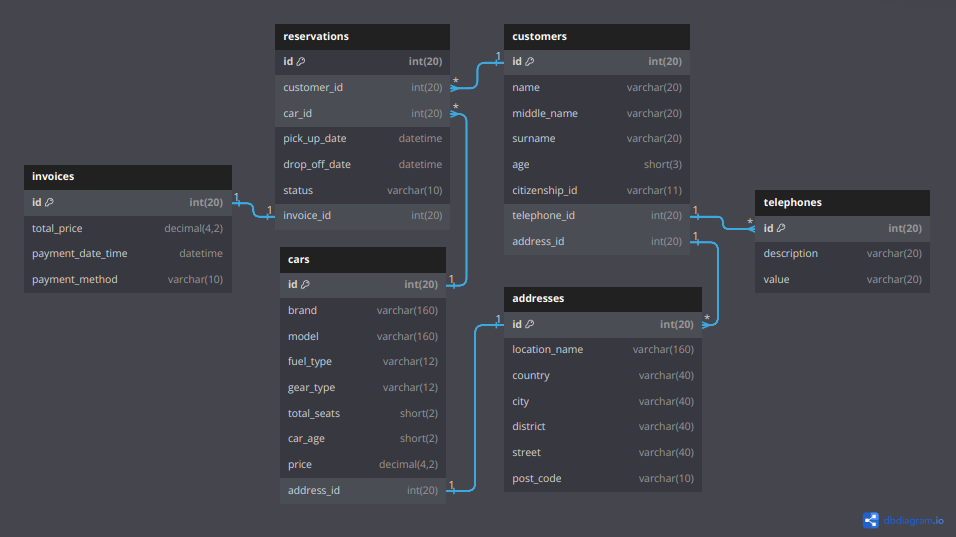 reservations
id int(20)
customer_id int(20)
car_id int(20)
pick_up_date datetime
drop_off_date datetime
status varchar(10)
invoice_id int(20)
customers
id int(20)
name varchar(20)
middle_name varchar(20)
surname varchar(20)
age short(3)
citizenship_id varchar(11)
telephone_id int(20)
address_id int(20)
invoices
id int(20)
total_price decimal(4,2)
payment_date_time datetime
payment_method varchar(10)
telephones
id int(20)
description varchar(20)
value varchar(20)
cars
id int(20)
brand varchar(160)
model varchar(160)
fuel_type varchar(12)
gear_type varchar(12)
total_seats short(2)
car_age short(2)
price decimal(4,2)
address_id int(20)
addresses
id int(20)
location_name varchar(160)
country varchar(40)
city varchar(40)
district varchar(40)
street varchar(40)
post_code varchar(10)
1
*
*
1
1
1
1
*
1
1
*
1
dbdiagram.io